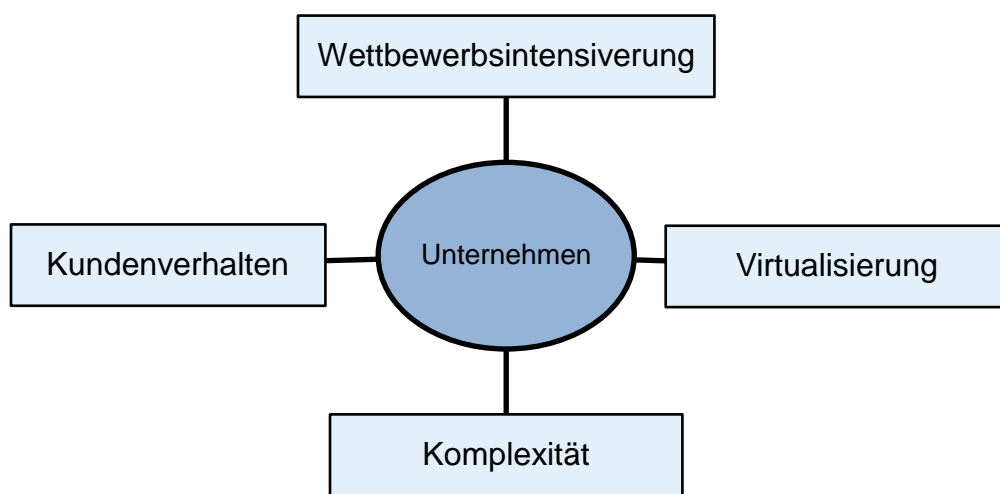 Wettbewerbsintensiverung
Kundenverhalten
Unternehmen
Virtualisierung
Komplexität